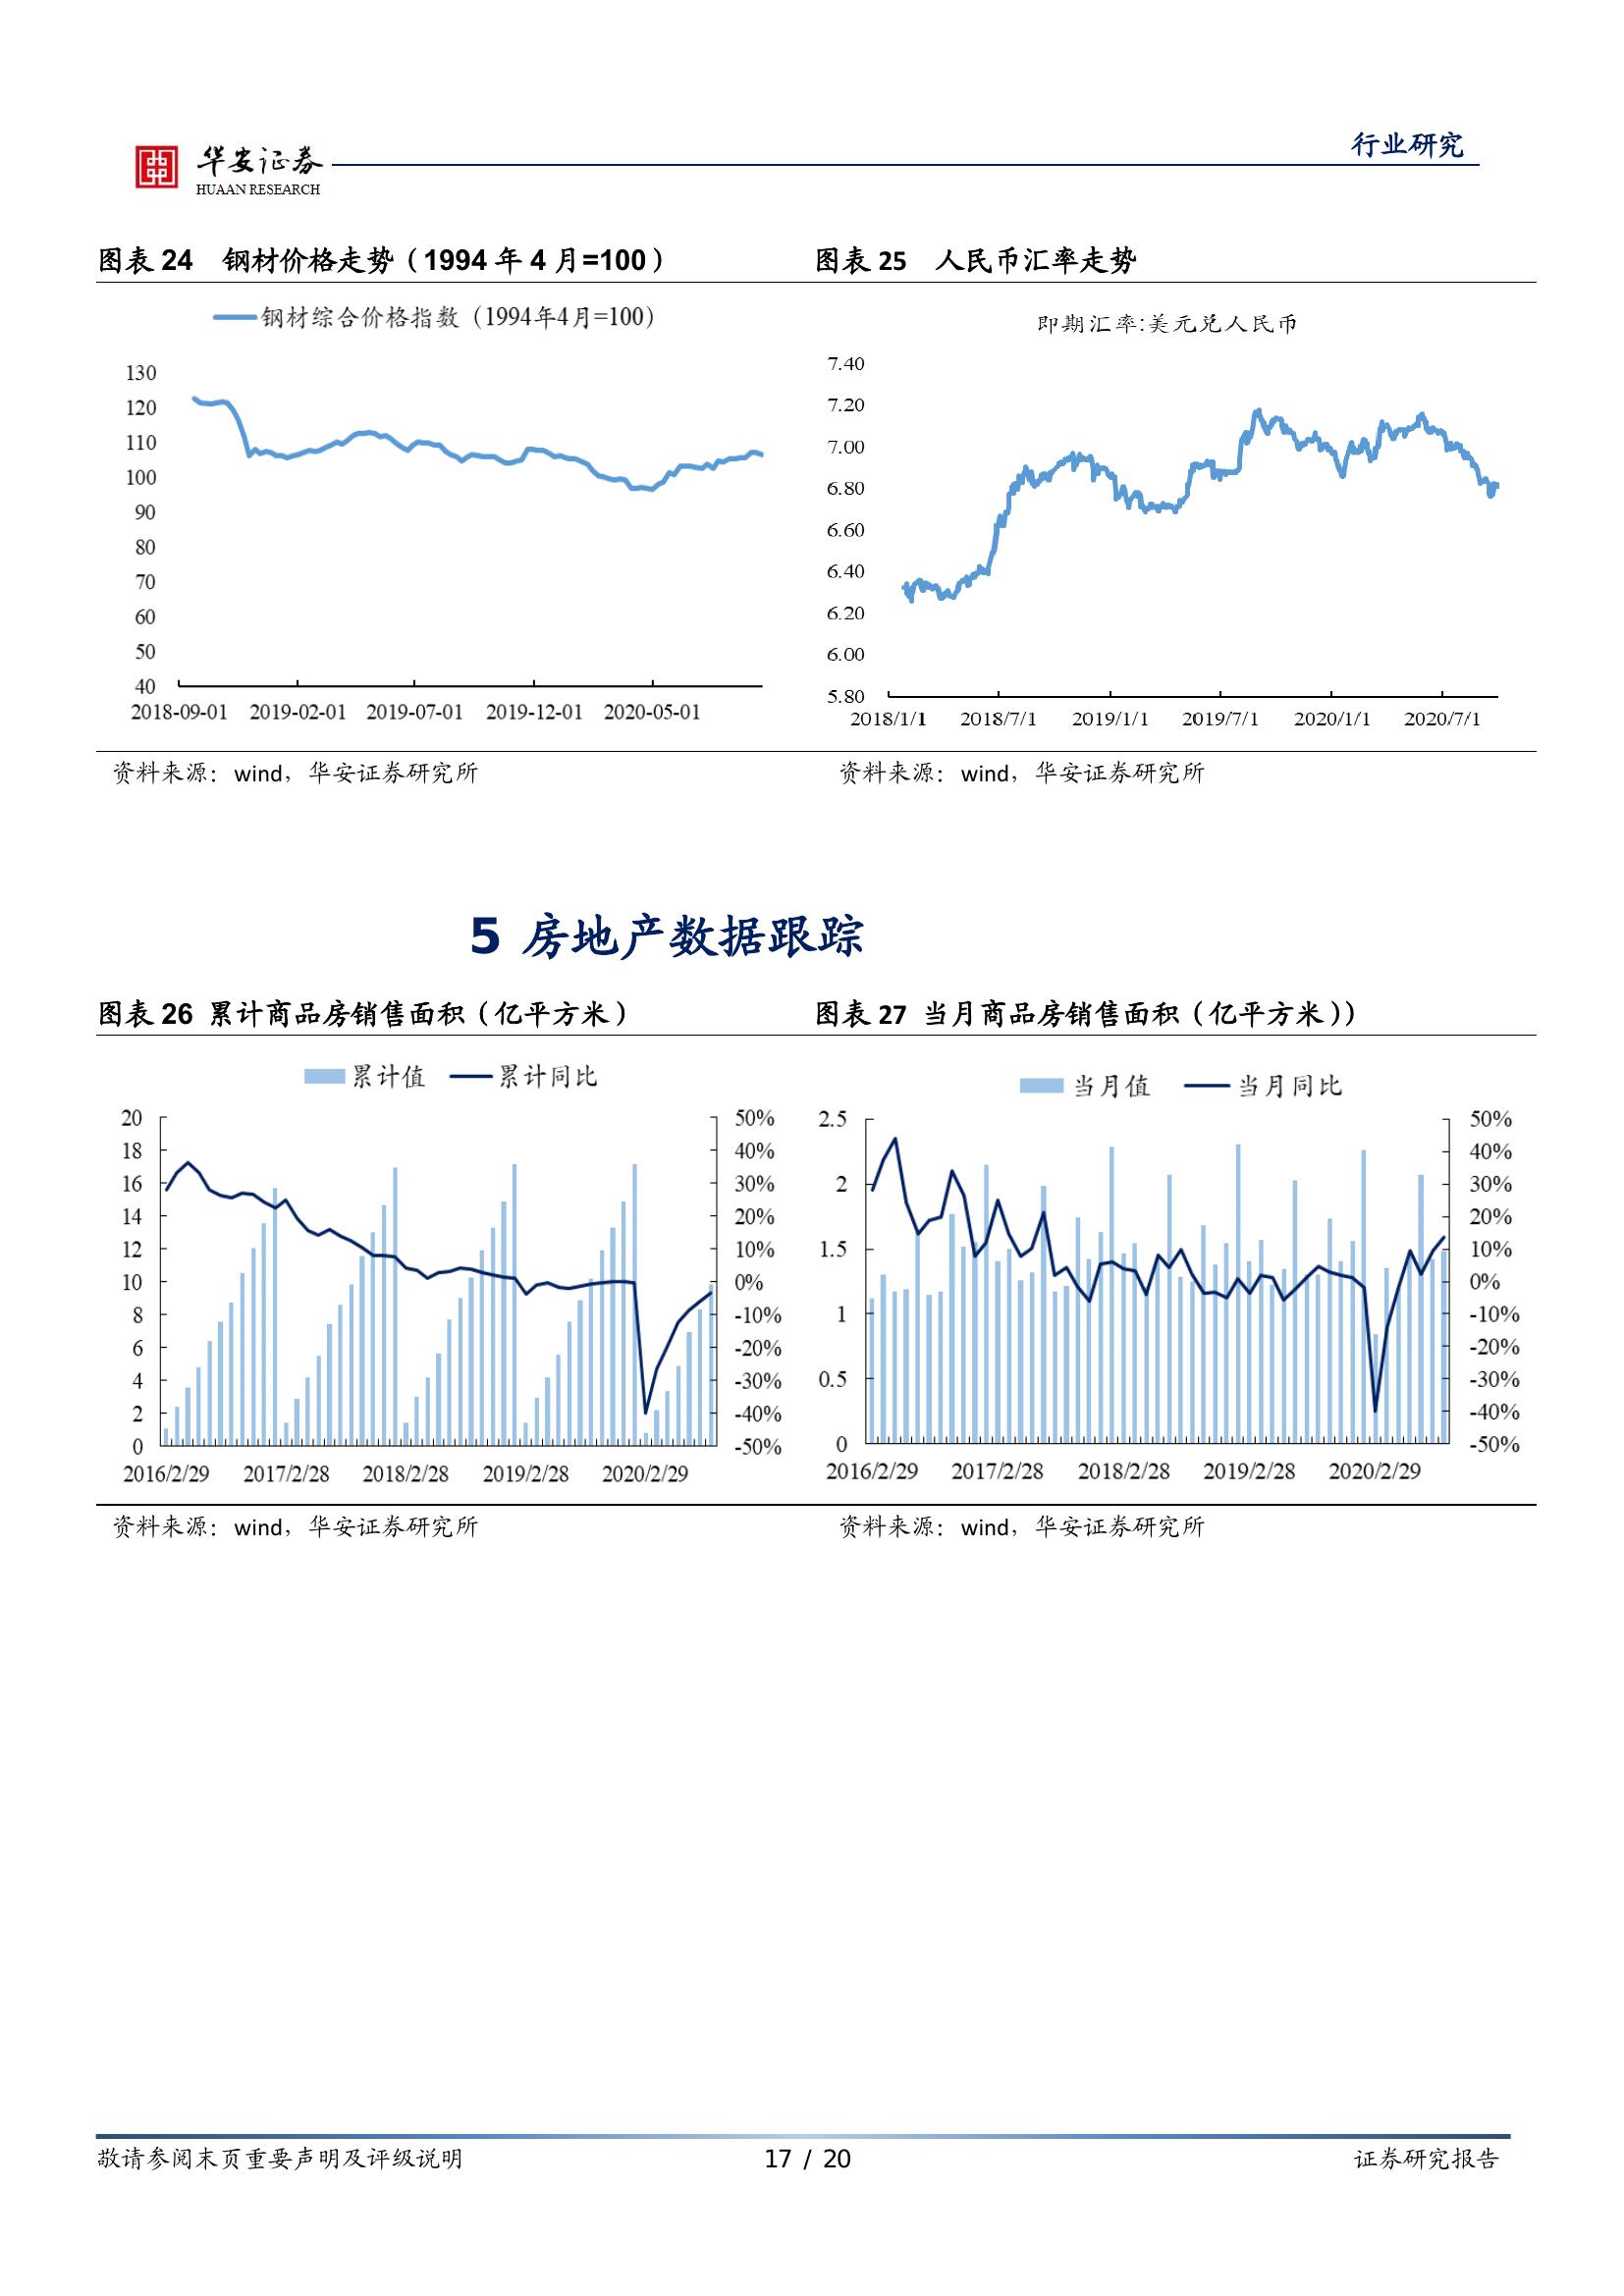 行业研究
华安证券
HUAAN RESEARCH
图表 24 钢材价格走势（1994 年 4 月=100）
钢材综合价格指数（1994年4月=100）
130
120
110
100
90
80
70
60
50
40
2018-09-01 2019-02-01 2019-07-01 2019-12-01 2020-05-01
资料来源：wind，华安证券研究所
图表 25 人民币汇率走势
即期汇率:美元兑人民币
7.40
7.20
7.00
6.80
6.60
6.40
6.20
6.00
5.80
2018/1/1 2018/7/1 2019/1/1 2019/7/1 2020/1/1 2020/7/1
资料来源：wind，华安证券研究所
5 房地产数据跟踪
图表 26 累计商品房销售面积（亿平方米）
累计值 累计同比
20 50%
18 40%
16 30%
14 20%
12 10%
10 0%
8 -10%
6 -20%
4 -30%
2 -40%
0 -50%
2016/2/29 2017/2/28 2018/2/28 2019/2/28 2020/2/29
资料来源：wind，华安证券研究所
图表 27 当月商品房销售面积（亿平方米））
当月值 当月同比
2.5 50%
40%
2 30%
20%
1.5 10%
0%
1 -10%
-20%
0.5 -30%
-40%
0 -50%
2016/2/29 2017/2/28 2018/2/28 2019/2/28 2020/2/29
资料来源：wind，华安证券研究所
敬请参阅末页重要声明及评级说明 17 / 20 证券研究报告